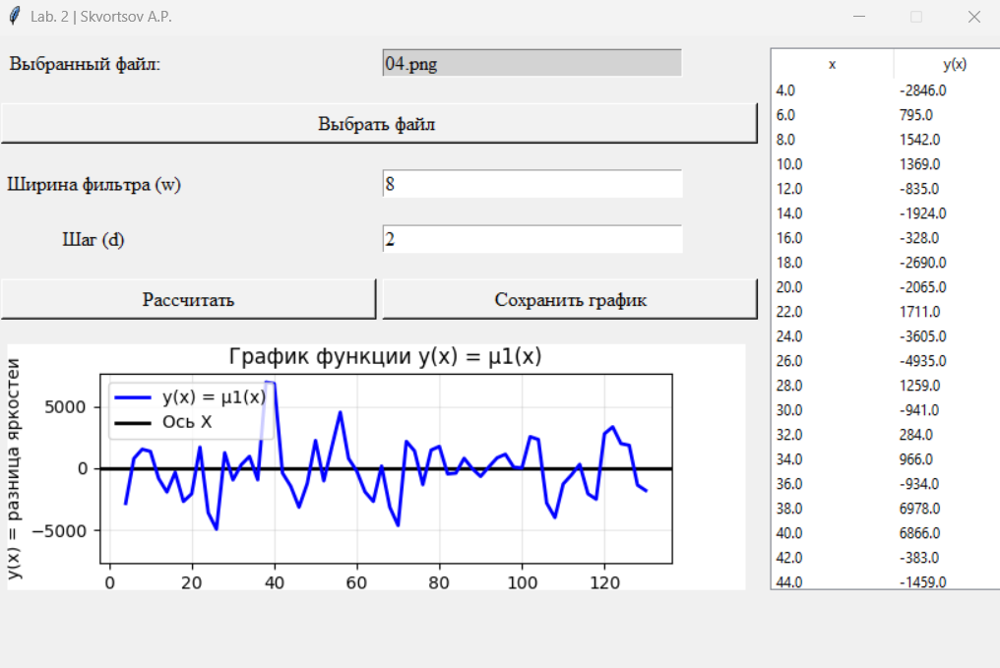 Lab. 2 | Skvortsov A.P.
Выбранный файл: 04.png
Выбрать файл
Ширина фильтра (w) 8
Шаг (d) 2
Рассчитать Сохранить график
График функции y(x) = μ1(x)
y(x) = разница яркостей
y(x) = μ1(x)
Ось X
5000
0
−5000
0 20 40 60 80 100 120
x y(x)
4.0 -2846.0
6.0 795.0
8.0 1542.0
10.0 1369.0
12.0 -835.0
14.0 -1924.0
16.0 -328.0
18.0 -2690.0
20.0 -2065.0
22.0 1711.0
24.0 -3605.0
26.0 -4935.0
28.0 1259.0
30.0 -941.0
32.0 284.0
34.0 966.0
36.0 -934.0
38.0 6978.0
40.0 6866.0
42.0 -383.0
44.0 -1459.0